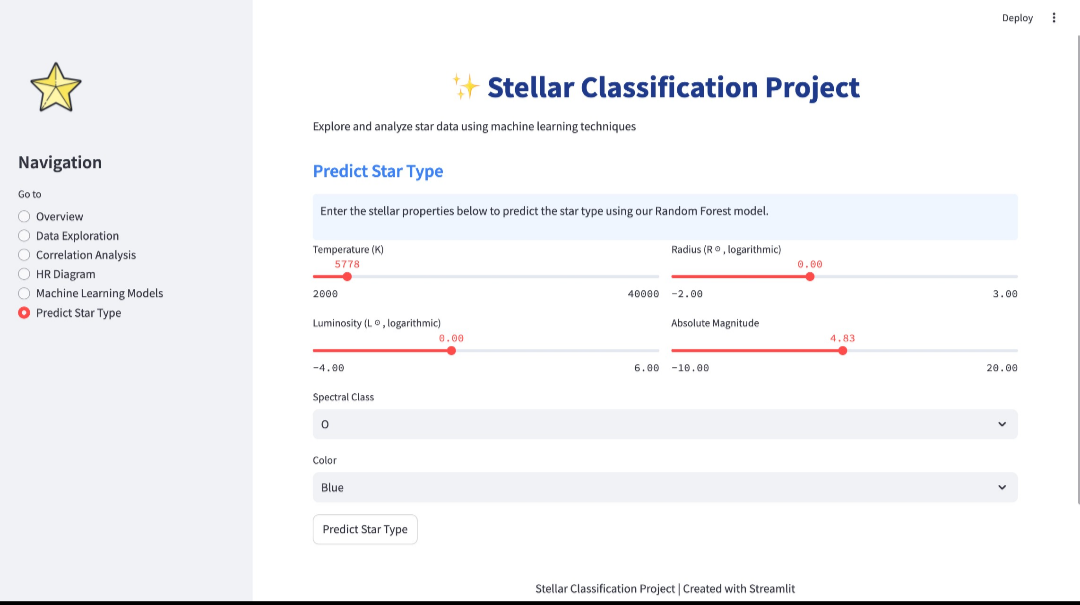 Deploy
✨ Stellar Classification Project
Explore and analyze star data using machine learning techniques
Navigation
Go to
Overview
Data Exploration
Correlation Analysis
HR Diagram
Machine Learning Models
Predict Star Type
Predict Star Type
Enter the stellar properties below to predict the star type using our Random Forest model.
Temperature (K)
5778
2000 40000
Radius (R☉, logarithmic)
0.00
-2.00 3.00
Luminosity (L☉, logarithmic)
0.00
-4.00 6.00
Absolute Magnitude
4.83
-10.00 20.00
Spectral Class
O
Color
Blue
Predict Star Type
Stellar Classification Project | Created with Streamlit